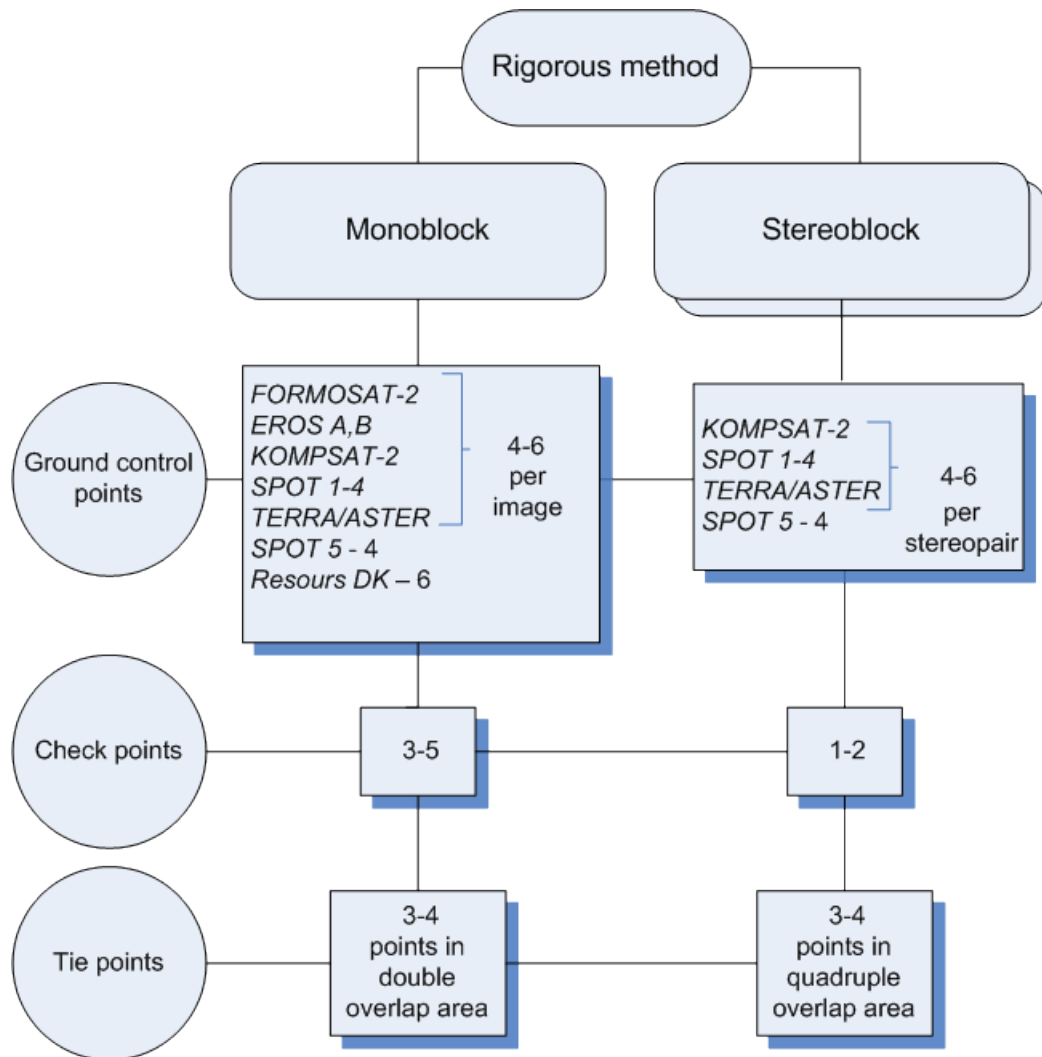 Rigorous method
Monoblock
Stereoblock
Ground control
points
FORMOSAT-2
EROS A,B
KOMPSAT-2
SPOT 1-4
TERRA/ASTER
SPOT 5 - 4
Resours DK – 6
4-6
per
image
KOMPSAT-2
SPOT 1-4
TERRA/ASTER
SPOT 5 - 4
4-6
per
stereopair
Check points
3-5
1-2
Tie points
3-4
points in
double
overlap area
3-4
points in
quadruple
overlap area